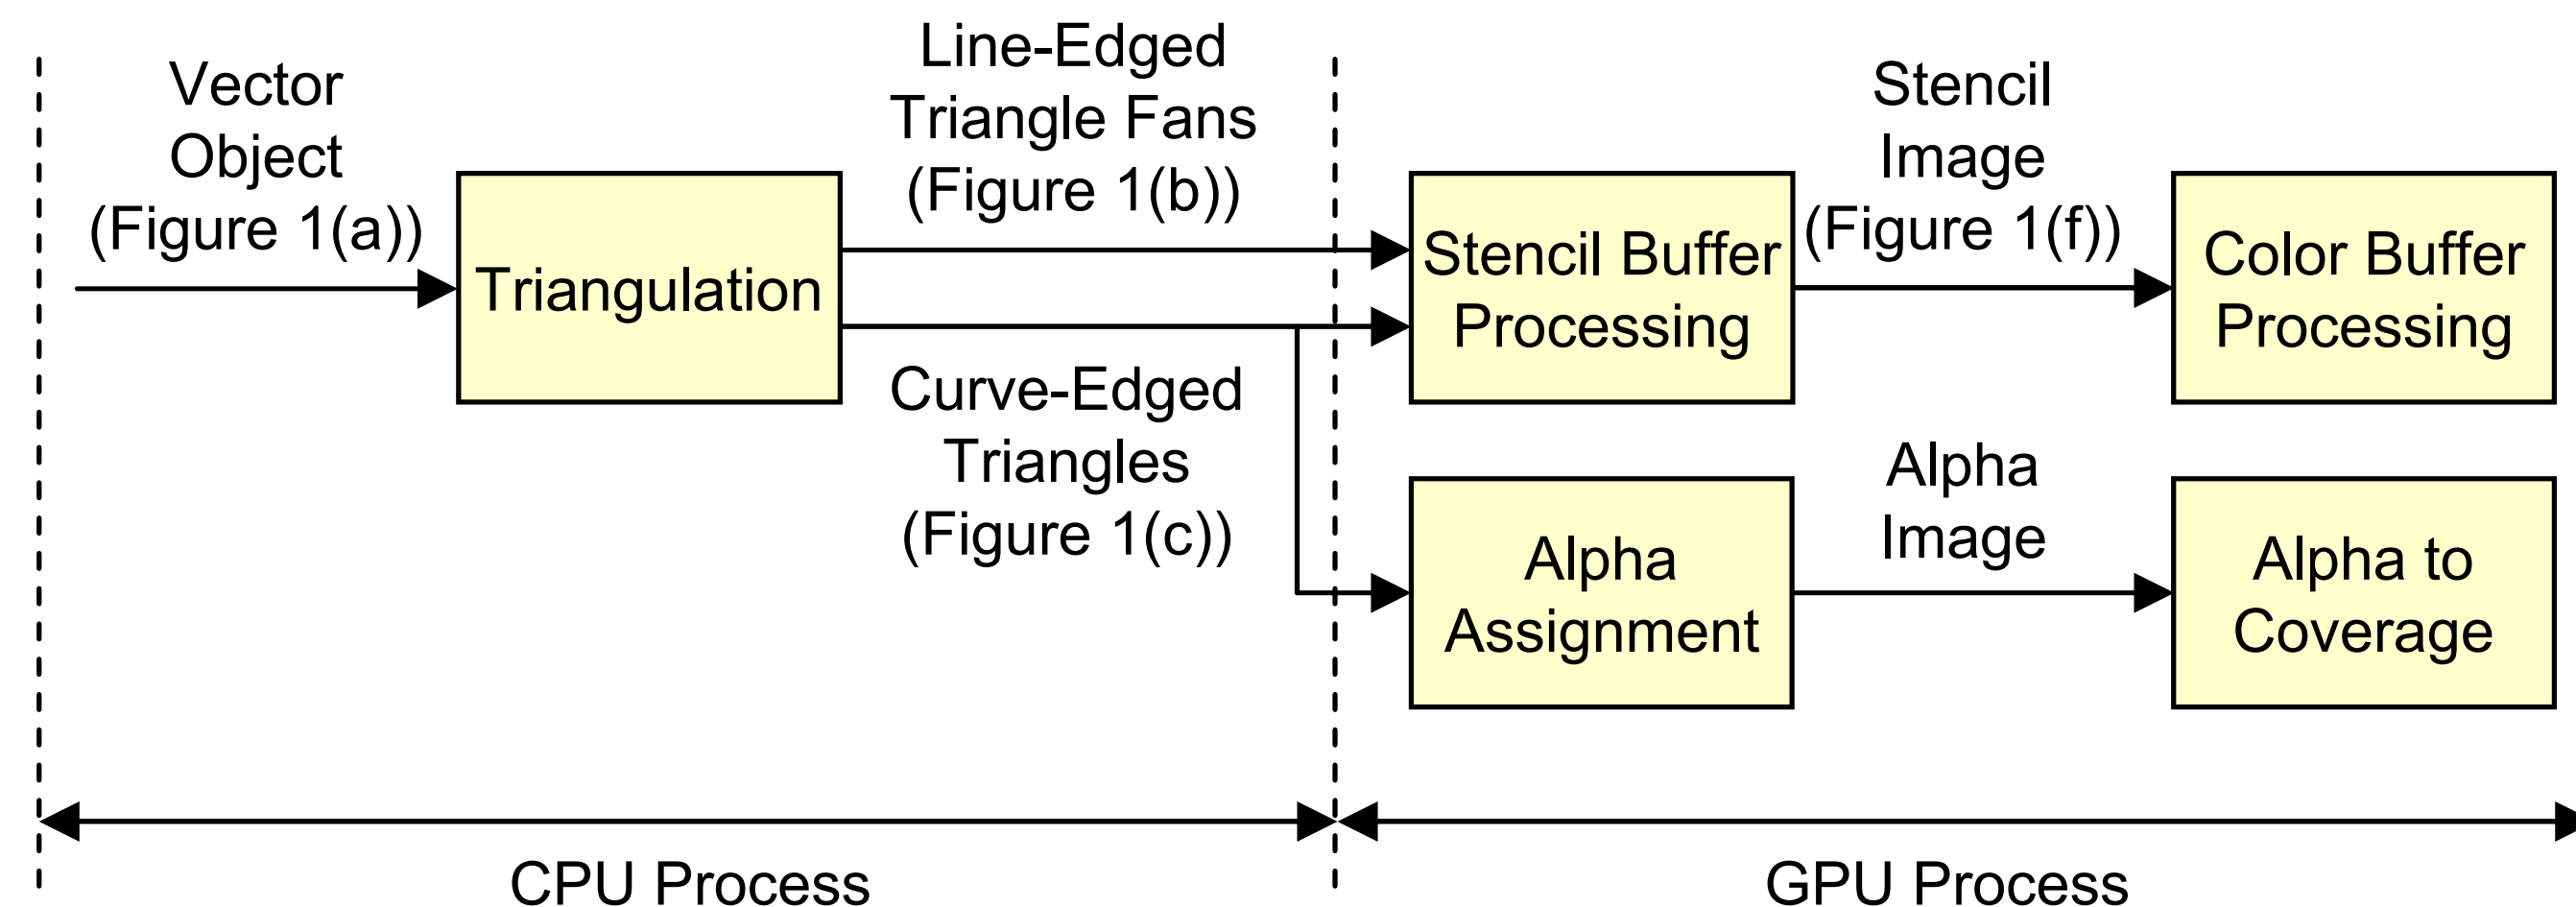 Vector
Object
(Figure 1(a))
Triangulation
Line-Edged
Triangle Fans
(Figure 1(b))
Curve-Edged
Triangles
(Figure 1(c))
Stencil Buffer
Processing
Stencil
Image
(Figure 1(f))
Color Buffer
Processing
Alpha
Assignment
Alpha
Image
Alpha to
Coverage
CPU Process
GPU Process